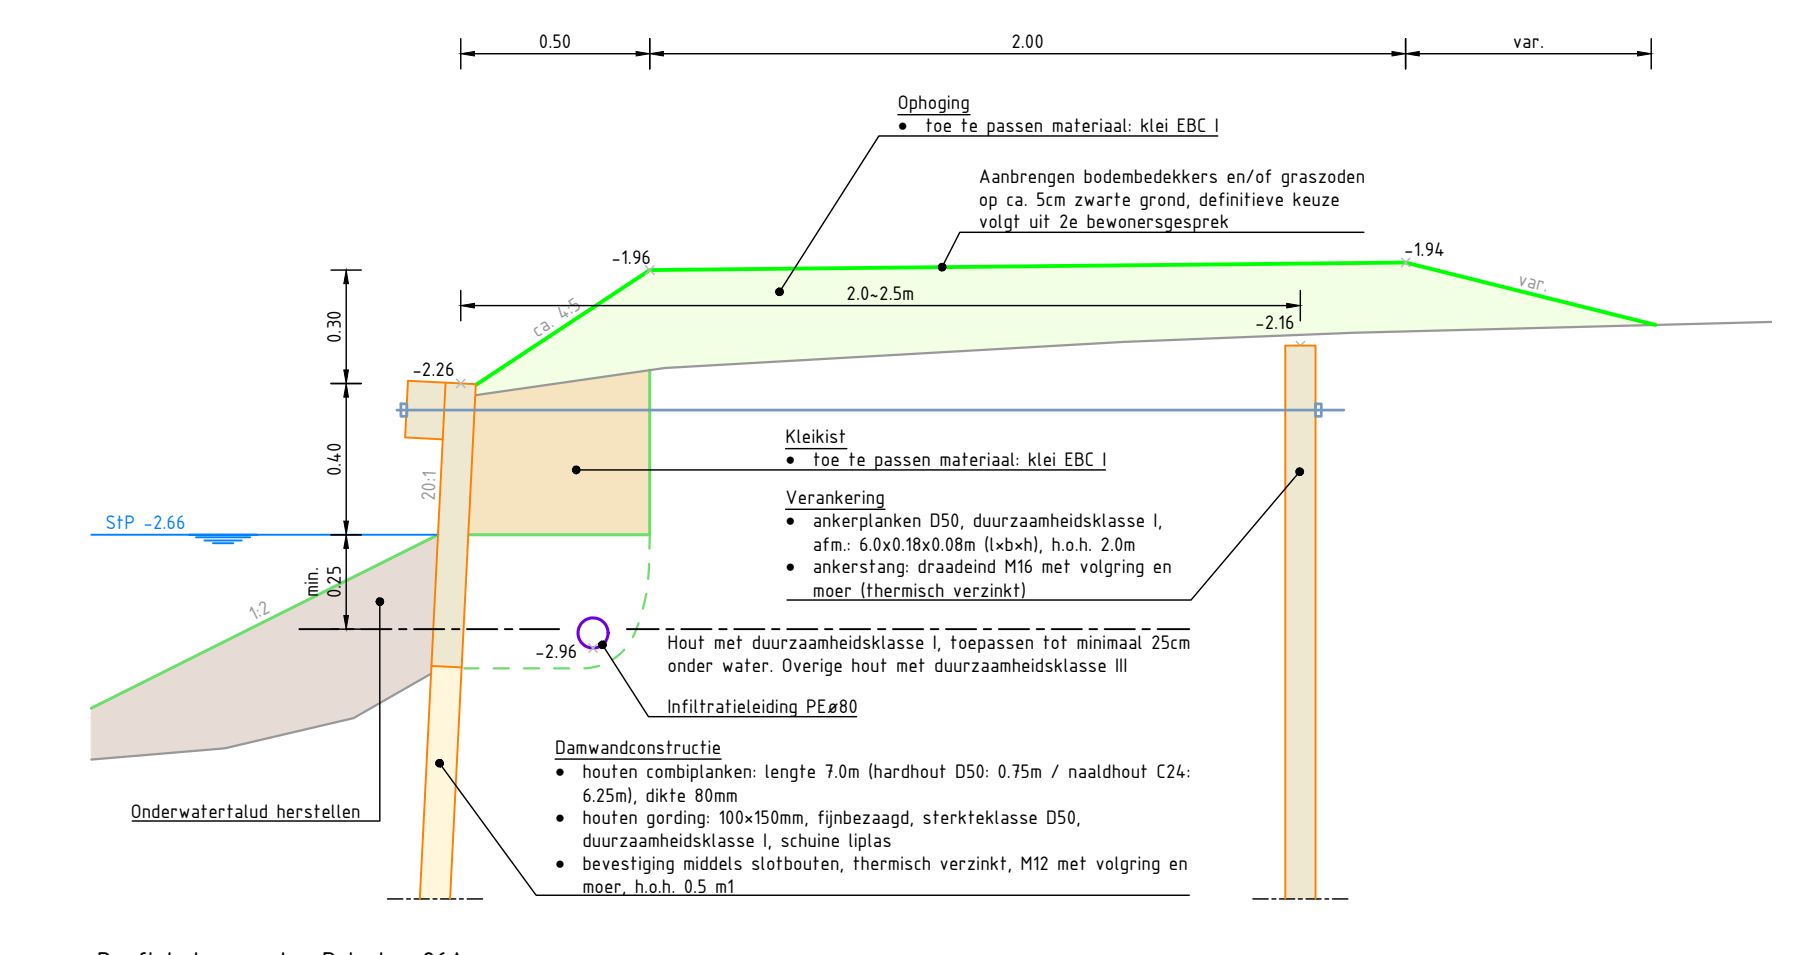 0.50
2.00
var.
Ophoging
• toe te passen materiaal: klei EBC I
Aanbrengen bodembedekkers en/of graszoden
op ca. 5cm zwarte grond, definitieve keuze
volgt uit 2e bewonersgesprek
-1.96
-1.94
var.
ca. 4:5
2.0~2.5m
-2.16
0.30
-2.26
0.40
20:1
Kleikist
• toe te passen materiaal: klei EBC I
Verankering
• ankerplanken D50, duurzaamheidsklasse I,
afm.: 6.0x0.18x0.08m (l×b×h), h.o.h. 2.0m
• ankerstang: draadeind M16 met volgring en
moer (thermisch verzinkt)
StP -2.66
min.
0.25
1:2
-2.96
Hout met duurzaamheidsklasse I, toepassen tot minimaal 25cm
onder water. Overige hout met duurzaamheidsklasse III
Infiltratieleiding PEø80
Damwandconstructie
• houten combiplanken: lengte 7.0m (hardhout D50: 0.75m / naaldhout C24:
6.25m), dikte 80mm
• houten gording: 100×150mm, fijnbezaagd, sterkteklasse D50,
duurzaamheidsklasse I, schuine liplas
• bevestiging middels slotbouten, thermisch verzinkt, M12 met volgring en
moer, h.o.h. 0.5 m1
Onderwatertalud herstellen